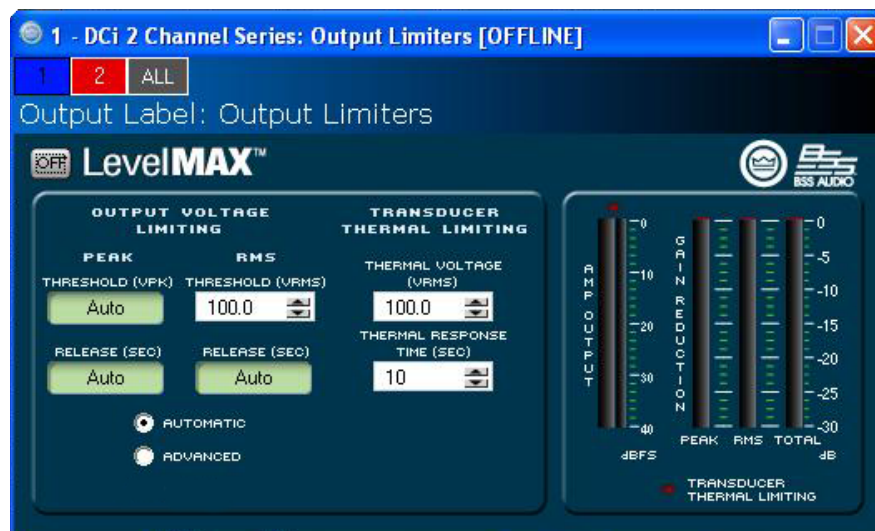 1 - DCi 2 Channel Series: Output Limiters [OFFLINE]
1 2 ALL
Output Label: Output Limiters
OFF LevelMAX™
BSS AUDIO
OUTPUT VOLTAGE
LIMITING
PEAK RMS
THRESHOLD (VPK) THRESHOLD (VRMS)
Auto 100.0
RELEASE (SEC) RELEASE (SEC)
Auto Auto
AUTOMATIC
ADVANCED
TRANSDUCER
THERMAL LIMITING
THERMAL VOLTAGE
(VRMS)
100.0
THERMAL RESPONSE
TIME (SEC)
10
AMP OUTPUT
0
-10
-20
-30
-40
dBFS
GAIN REDUCTION
0
-5
-10
-15
-20
-25
-30
PEAK RMS TOTAL
dB
TRANSDUCER
THERMAL LIMITING